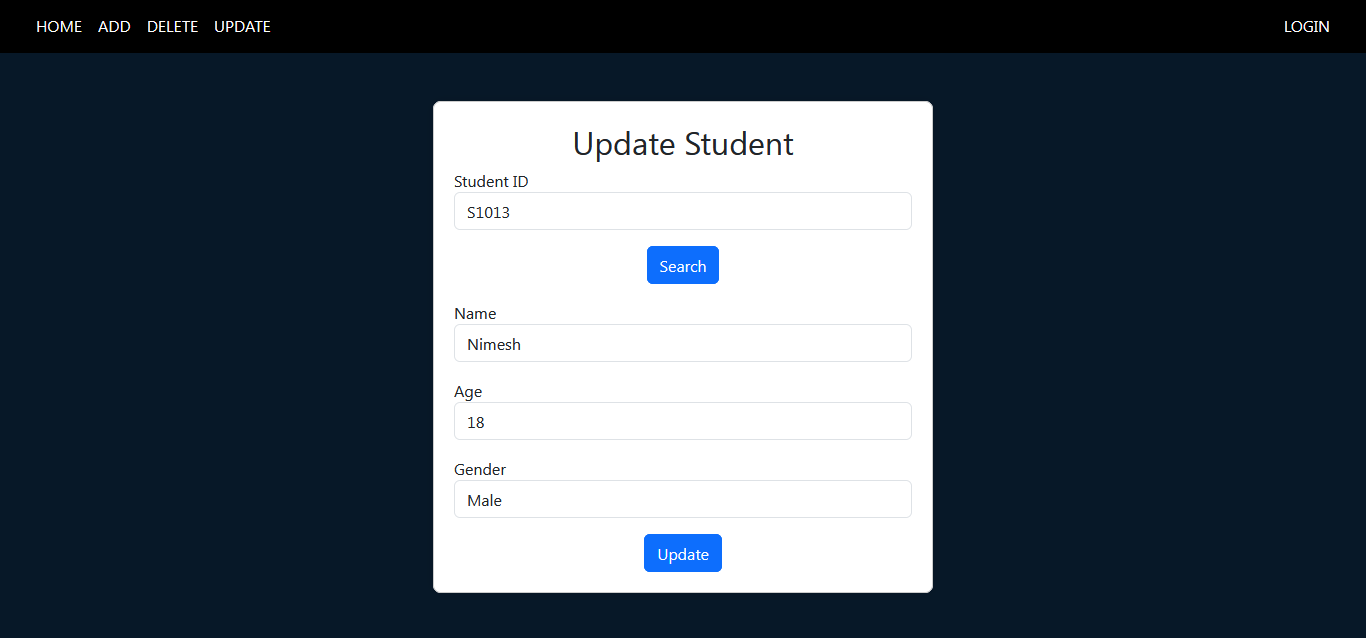 HOME ADD DELETE UPDATE LOGIN
Update Student
Student ID
S1013
Search
Name
Nimesh
Age
18
Gender
Male
Update